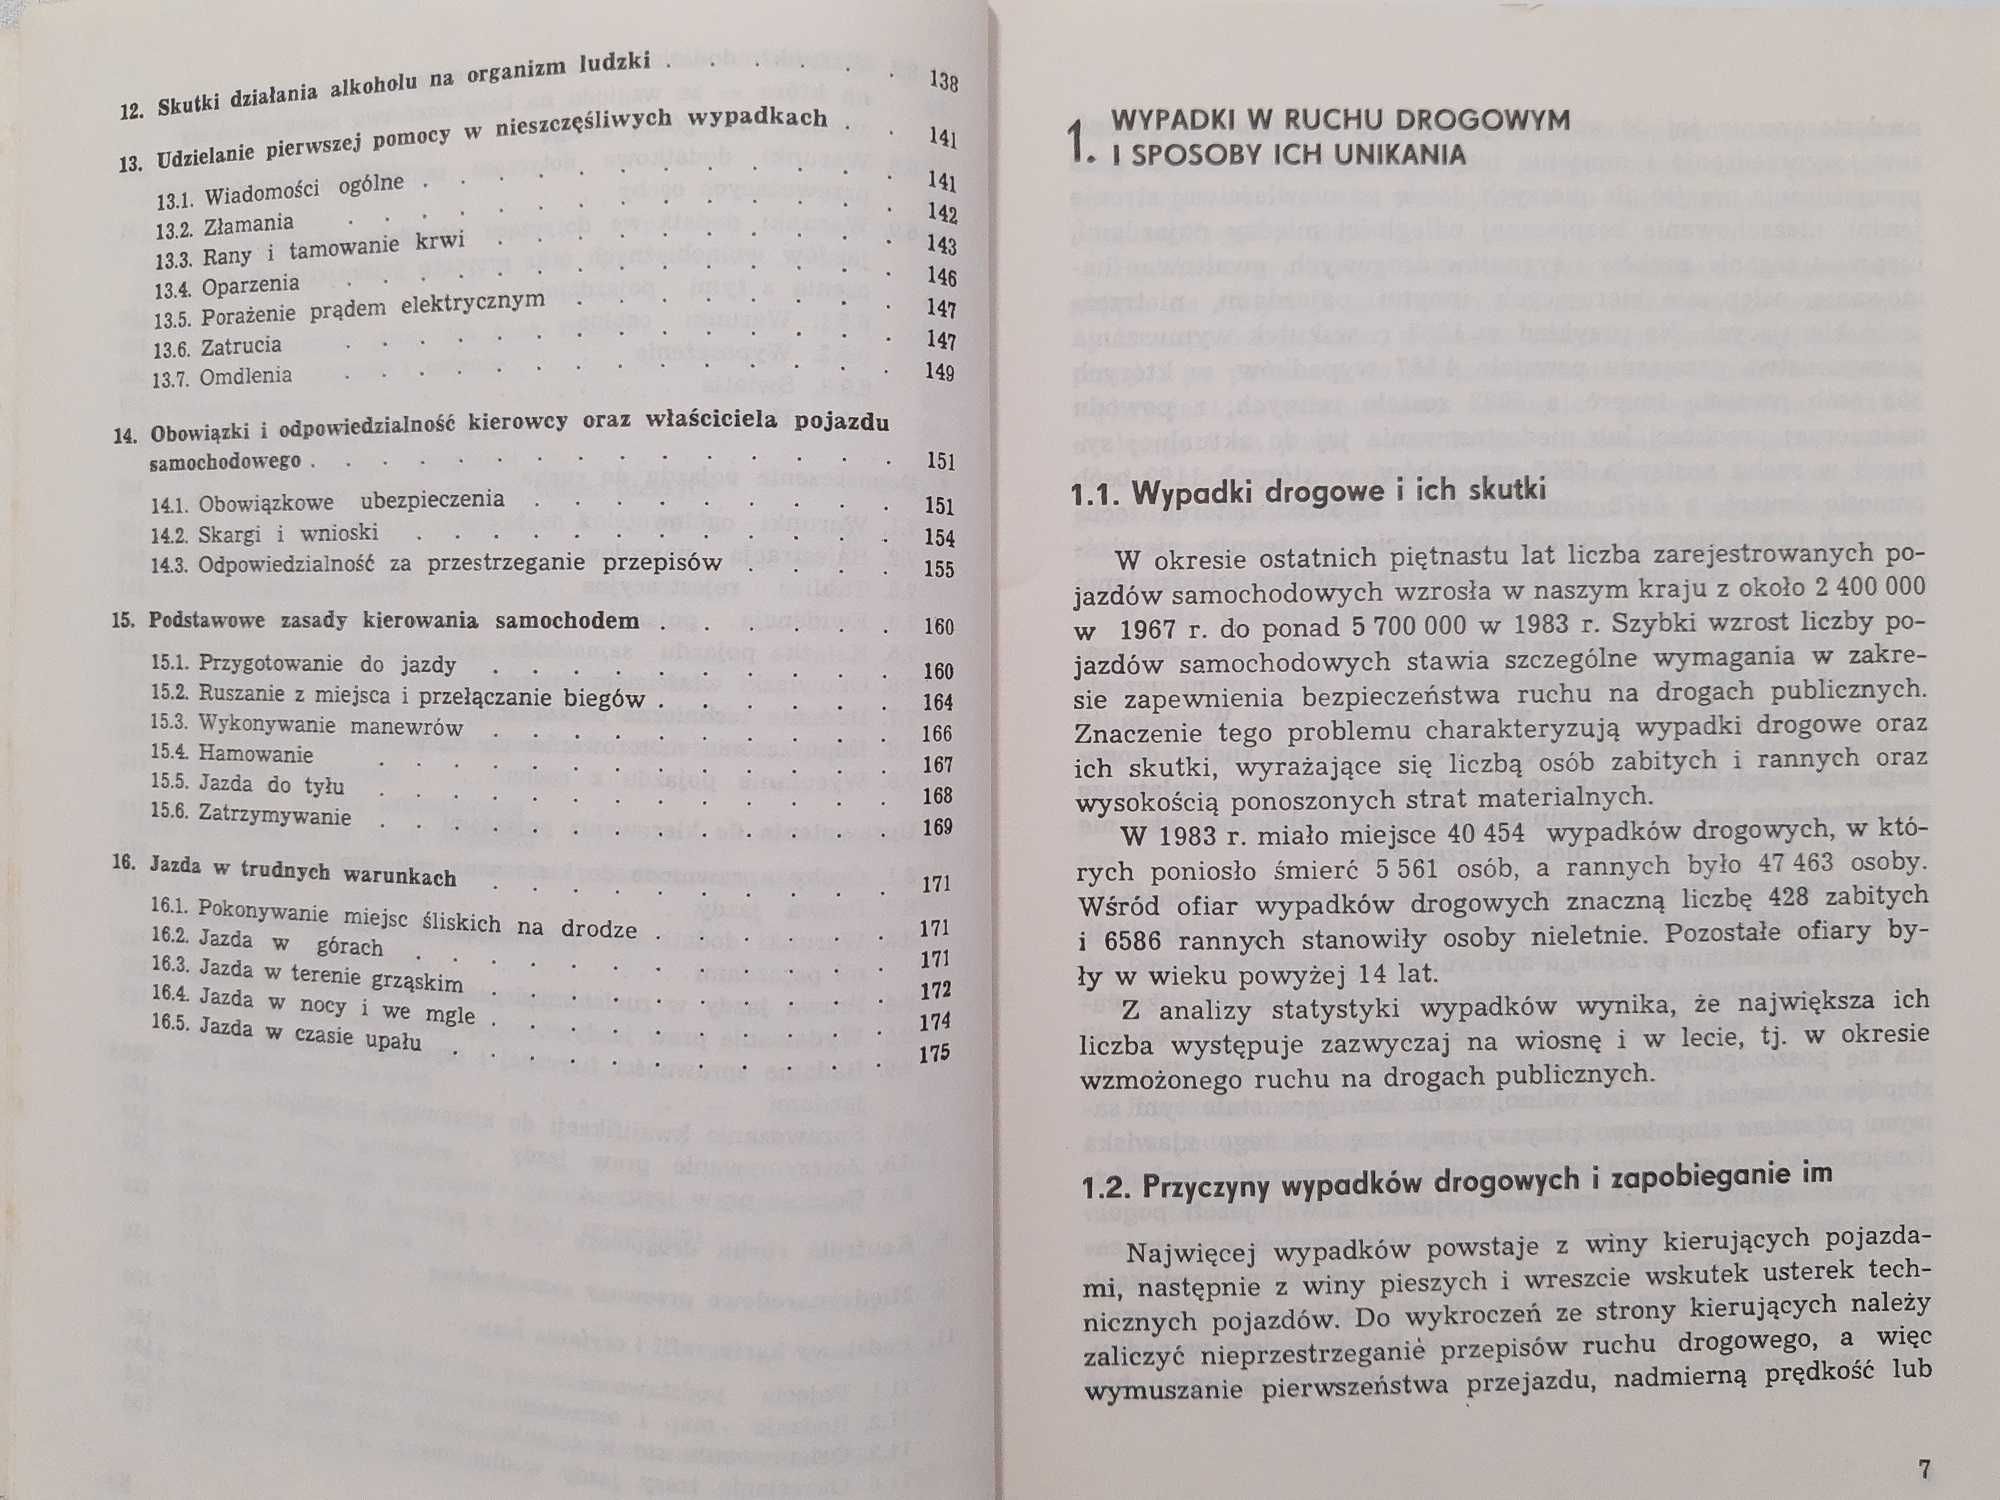 12. Skutki działania alkoholu na organizm ludzki . . . . . . 138
13. Udzielanie pierwszej pomocy w nieszczęśliwych wypadkach . . 141
13.1. Wiadomości ogólne . . . . . . . . . . . . 141
13.2. Złamania . . . . . . . . . . . . . . 142
13.3. Rany i tamowanie krwi . . . . . . . . . . 143
13.4. Oparzenia . . . . . . . . . . . . . . 146
13.5. Porażenie prądem elektrycznym . . . . . . . . 147
13.6. Zatrucia . . . . . . . . . . . . . . 147
13.7. Omdlenia . . . . . . . . . . . . . . 149
14. Obowiązki i odpowiedzialność kierowcy oraz właściciela pojazdu
samochodowego . . . . . . . . . . . . . . 151
14.1. Obowiązkowe ubezpieczenia . . . . . . . . . 151
14.2. Skargi i wnioski . . . . . . . . . . . . 154
14.3. Odpowiedzialność za przestrzeganie przepisów . . . . 155
15. Podstawowe zasady kierowania samochodem . . . . . . 160
15.1. Przygotowanie do jazdy . . . . . . . . . . 160
15.2. Ruszanie z miejsca i przełączanie biegów . . . . . . 164
15.3. Wykonywanie manewrów . . . . . . . . . . 166
15.4. Hamowanie . . . . . . . . . . . . . 167
15.5. Jazda do tyłu . . . . . . . . . . . . . 168
15.6. Zatrzymywanie . . . . . . . . . . . . . 169
16. Jazda w trudnych warunkach . . . . . . . . . . 171
16.1. Pokonywanie miejsc śliskich na drodze . . . . . . 171
16.2. Jazda w górach . . . . . . . . . . . . 171
16.3. Jazda w terenie grząskim . . . . . . . . . . 172
16.4. Jazda w nocy i we mgle . . . . . . . . . . 174
16.5. Jazda w czasie upału . . . . . . . . . . . 175
1. WYPADKI W RUCHU DROGOWYM
I SPOSOBY ICH UNIKANIA
1.1. Wypadki drogowe i ich skutki
W okresie ostatnich piętnastu lat liczba zarejestrowanych po-
jazdów samochodowych wzrosła w naszym kraju z około 2 400 000
w 1967 r. do ponad 5 700 000 w 1983 r. Szybki wzrost liczby po-
jazdów samochodowych stawia szczególne wymagania w zakre-
sie zapewnienia bezpieczeństwa ruchu na drogach publicznych.
Znaczenie tego problemu charakteryzują wypadki drogowe oraz
ich skutki, wyrażające się liczbą osób zabitych i rannych oraz
wysokością ponoszonych strat materialnych.
W 1983 r. miało miejsce 40 454 wypadków drogowych, w któ-
rych poniosło śmierć 5 561 osób, a rannych było 47 463 osoby.
Wśród ofiar wypadków drogowych znaczną liczbę 428 zabitych
i 6586 rannych stanowiły osoby nieletnie. Pozostałe ofiary by-
ły w wieku powyżej 14 lat.
Z analizy statystyki wypadków wynika, że największa ich
liczba występuje zazwyczaj na wiosnę i w lecie, tj. w okresie
wzmożonego ruchu na drogach publicznych.
1.2. Przyczyny wypadków drogowych i zapobieganie im
Najwięcej wypadków powstaje z winy kierujących pojazda-
mi, następnie z winy pieszych i wreszcie wskutek usterek tech-
nicznych pojazdów. Do wykroczeń ze strony kierujących należy
zaliczyć nieprzestrzeganie przepisów ruchu drogowego, a więc
wymuszanie pierwszeństwa przejazdu, nadmierną prędkość lub
7